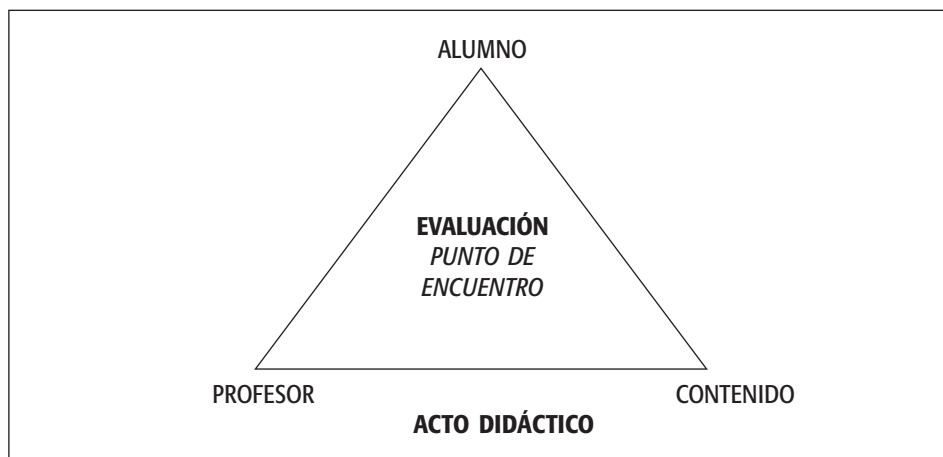 ALUMNO
EVALUACIÓN
PUNTO DE
ENCUENTRO
PROFESOR
CONTENIDO
ACTO DIDÁCTICO